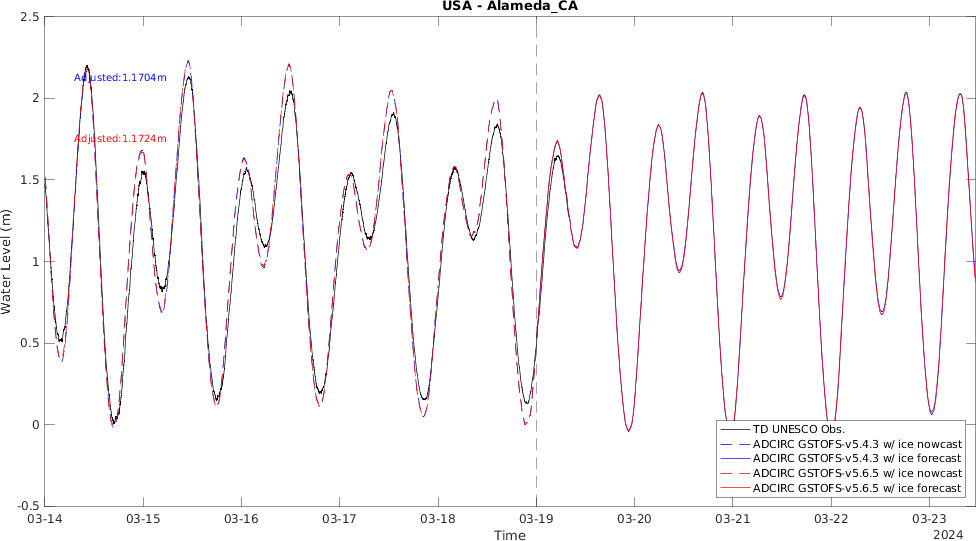 USA - Alameda_CA
2.5
2
1.5
1
0.5
0
-0.5
Water Level (m)
Adjusted:1.1704m
Adjusted:1.1724m
TD UNESCO Obs.
ADCIRC GSTOFS-v5.4.3 w/ ice nowcast
ADCIRC GSTOFS-v5.4.3 w/ ice forecast
ADCIRC GSTOFS-v5.6.5 w/ ice nowcast
ADCIRC GSTOFS-v5.6.5 w/ ice forecast
03-14 03-15 03-16 03-17 03-18 03-19 03-20 03-21 03-22 03-23
Time
2024